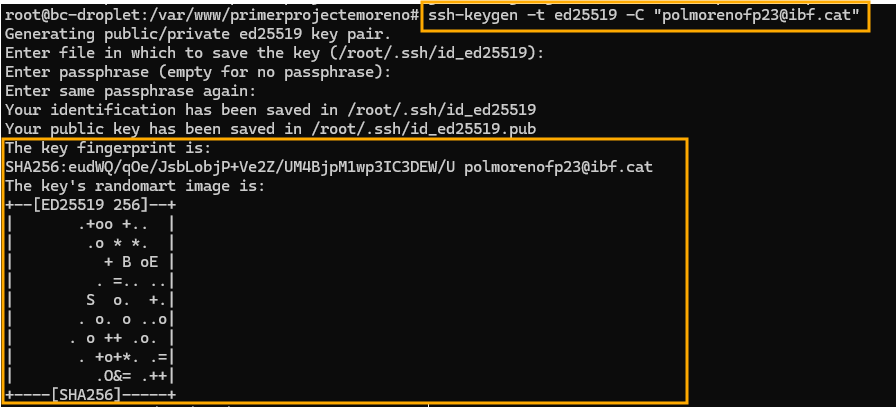 root@bc-droplet:/var/www/primerprojectemoreno# ssh-keygen -t ed25519 -C "polmorenofp23@ibf.cat"
Generating public/private ed25519 key pair.
Enter file in which to save the key (/root/.ssh/id_ed25519):
Enter passphrase (empty for no passphrase):
Enter same passphrase again:
Your identification has been saved in /root/.ssh/id_ed25519
Your public key has been saved in /root/.ssh/id_ed25519.pub
The key fingerprint is:
SHA256:eudWQ/qOe/JsbLobjP+Ve2Z/UM4BjpM1wp3IC3DEW/U polmorenofp23@ibf.cat
The key's randomart image is:
+--[ED25519 256]--+
|       .+oo +..  |
|        .o * *.  |
|          + B oE |
|         . =.. ..|
|        S  o.  +.|
|       . o. o ..o|
|      . o ++ .o. |
|       . +o+*. .=|
|         .O&= .++|
+----[SHA256]-----+